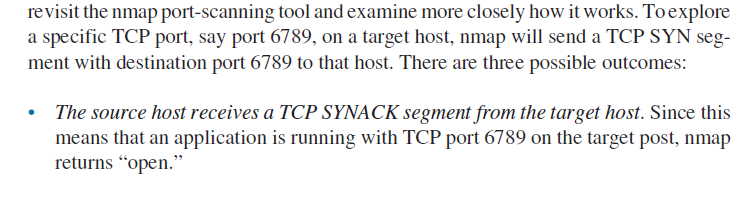 revisit the nmap port-scanning tool and examine more closely how it works. To explore
a specific TCP port, say port 6789, on a target host, nmap will send a TCP SYN seg-
ment with destination port 6789 to that host. There are three possible outcomes:
• The source host receives a TCP SYNACK segment from the target host. Since this
means that an application is running with TCP port 6789 on the target post, nmap
returns “open.”